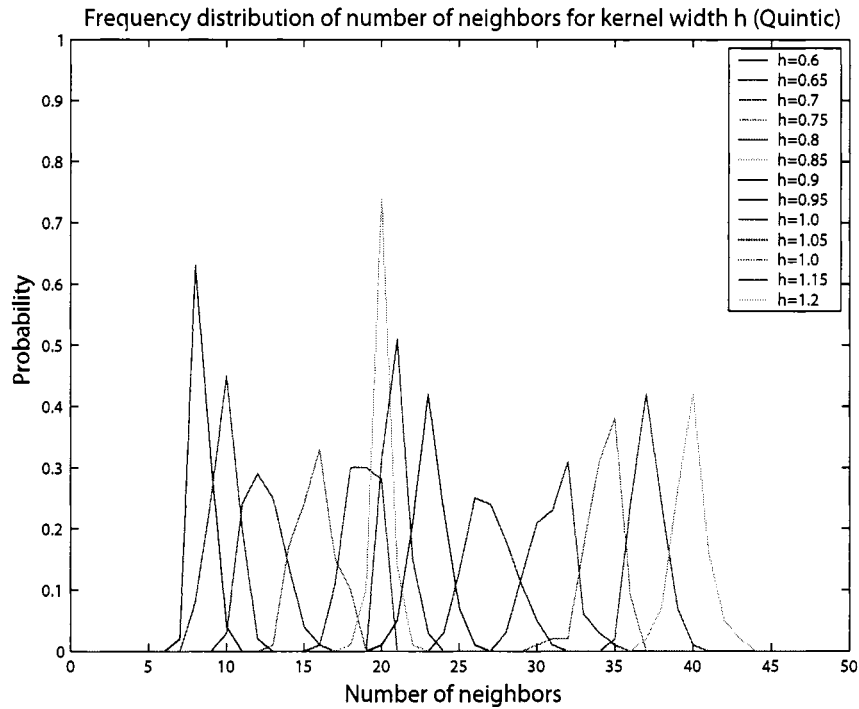 Frequency distribution of number of neighbors for kernel width h (Quintic)
1
0.9
0.8
0.7
0.6
0.5
0.4
0.3
0.2
0.1
0
Probability
h=0.6
h=0.65
h=0.7
h=0.75
h=0.8
h=0.85
h=0.9
h=0.95
h=1.0
h=1.05
h=1.0
h=1.15
h=1.2
0 5 10 15 20 25 30 35 40 45 50
Number of neighbors